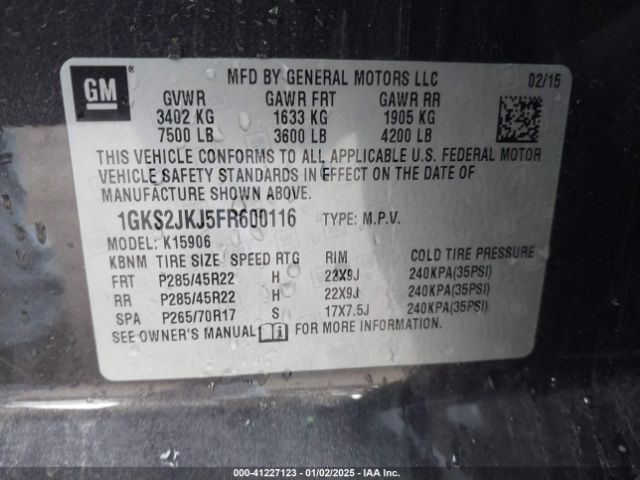 GM
MFD BY GENERAL MOTORS LLC 02/15
GVWR GAWR FRT GAWR RR
3402 KG 1633 KG 1905 KG
7500 LB 3600 LB 4200 LB
THIS VEHICLE CONFORMS TO ALL APPLICABLE U.S. FEDERAL MOTOR
VEHICLE SAFETY STANDARDS IN EFFECT ON THE DATE OF
MANUFACTURE SHOWN ABOVE.
1GKS2JKJ5FR600116 TYPE: M.P.V.
MODEL: K15906
KBNM TIRE SIZE SPEED RTG RIM COLD TIRE PRESSURE
FRT P285/45R22 H 22X9J 240KPA(35PSI)
RR P285/45R22 H 22X9J 240KPA(35PSI)
SPA P265/70R17 S 17X7.5J 240KPA(35PSI)
SEE OWNER'S MANUAL FOR MORE INFORMATION.
000-41227123 - 01/02/2025 - IAA Inc.